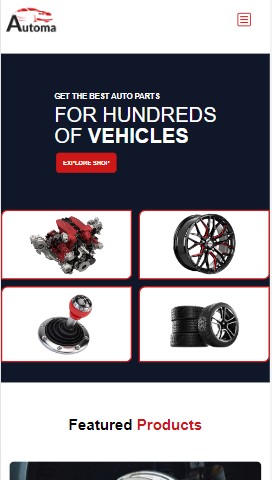 Automa
GET THE BEST AUTO PARTS
FOR HUNDREDS
OF VEHICLES
EXPLORE SHOP
Featured Products